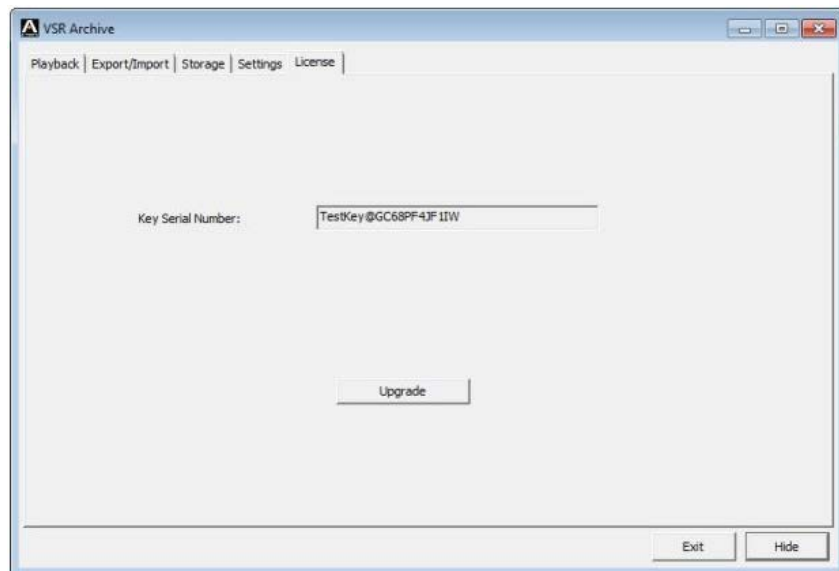 VSR Archive
Playback Export/Import Storage Settings License
Key Serial Number: TestKey@GC68PF4JF1IW
Upgrade
Exit Hide